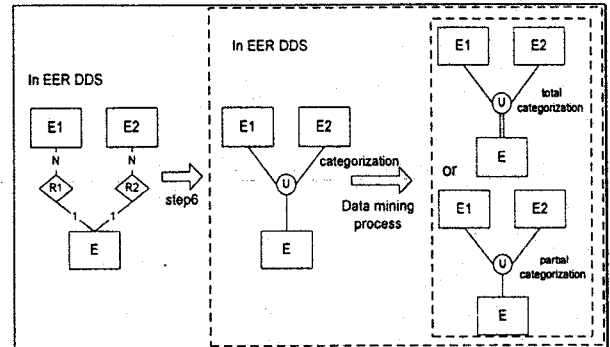 In EER DDS
E1 E2
N N
R1 R2
1 1
E
step6
In EER DDS
E1 E2
U
E
categorization
Data mining
process
E1 E2
U
total
categorization
E
or
E1 E2
U
partial
categorization
E